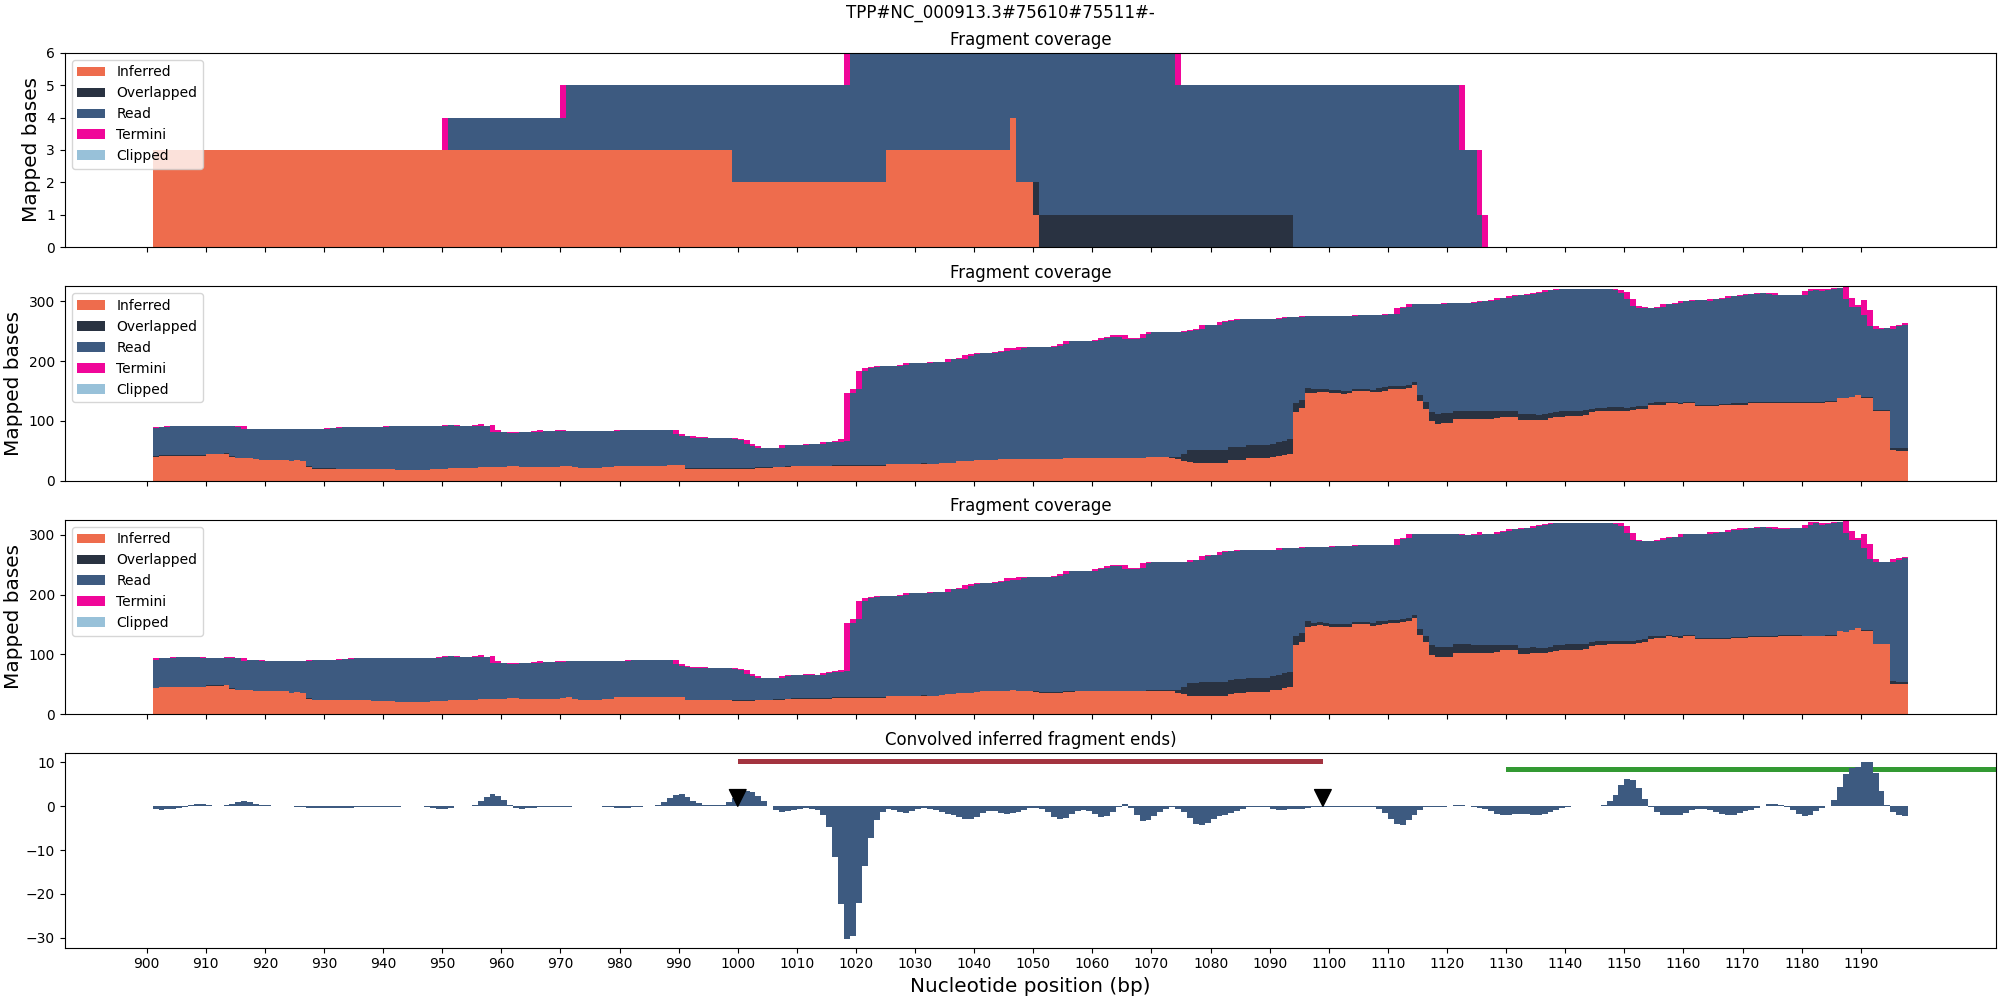 TPP#NC_000913.3#75610#75511#-
Fragment coverage
Mapped bases
6
5
4
3
2
1
0
Inferred
Overlapped
Read
Termini
Clipped
Fragment coverage
Mapped bases
300
200
100
0
Inferred
Overlapped
Read
Termini
Clipped
Fragment coverage
Mapped bases
300
200
100
0
Inferred
Overlapped
Read
Termini
Clipped
Convolved inferred fragment ends)
10
0
−10
−20
−30
900 910 920 930 940 950 960 970 980 990 1000 1010 1020 1030 1040 1050 1060 1070 1080 1090 1100 1110 1120 1130 1140 1150 1160 1170 1180 1190
Nucleotide position (bp)